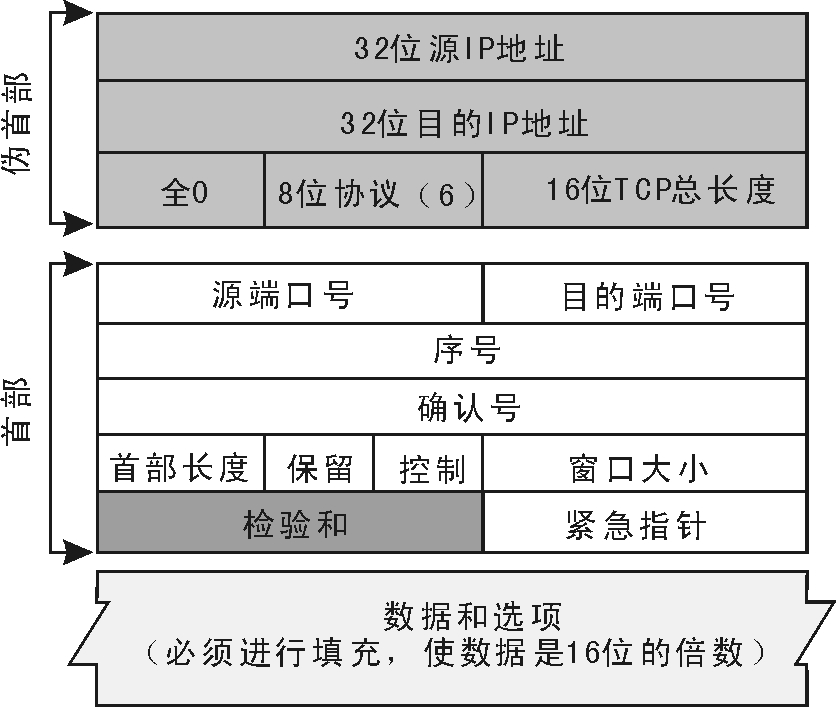 伪首部
32位源IP地址
32位目的IP地址
全0 8位协议（6） 16位TCP总长度
首部
源端口号 目的端口号
序号
确认号
首部长度 保留 控制 窗口大小
检验和 紧急指针
数据和选项
（必须进行填充，使数据是16位的倍数）